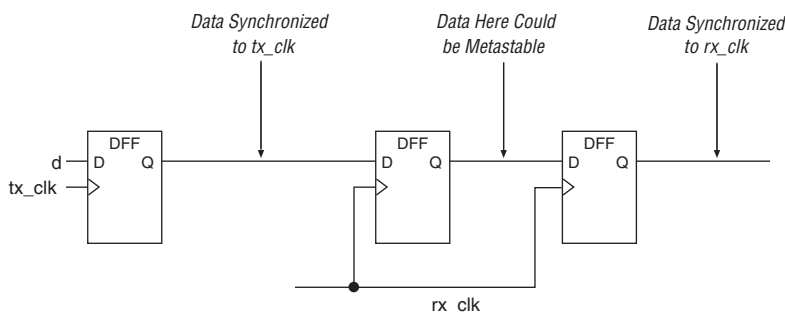 Data Synchronized
to tx_clk
Data Here Could
be Metastable
Data Synchronized
to rx_clk
DFF
d
D
Q
tx_clk
DFF
D
Q
DFF
D
Q
rx_clk